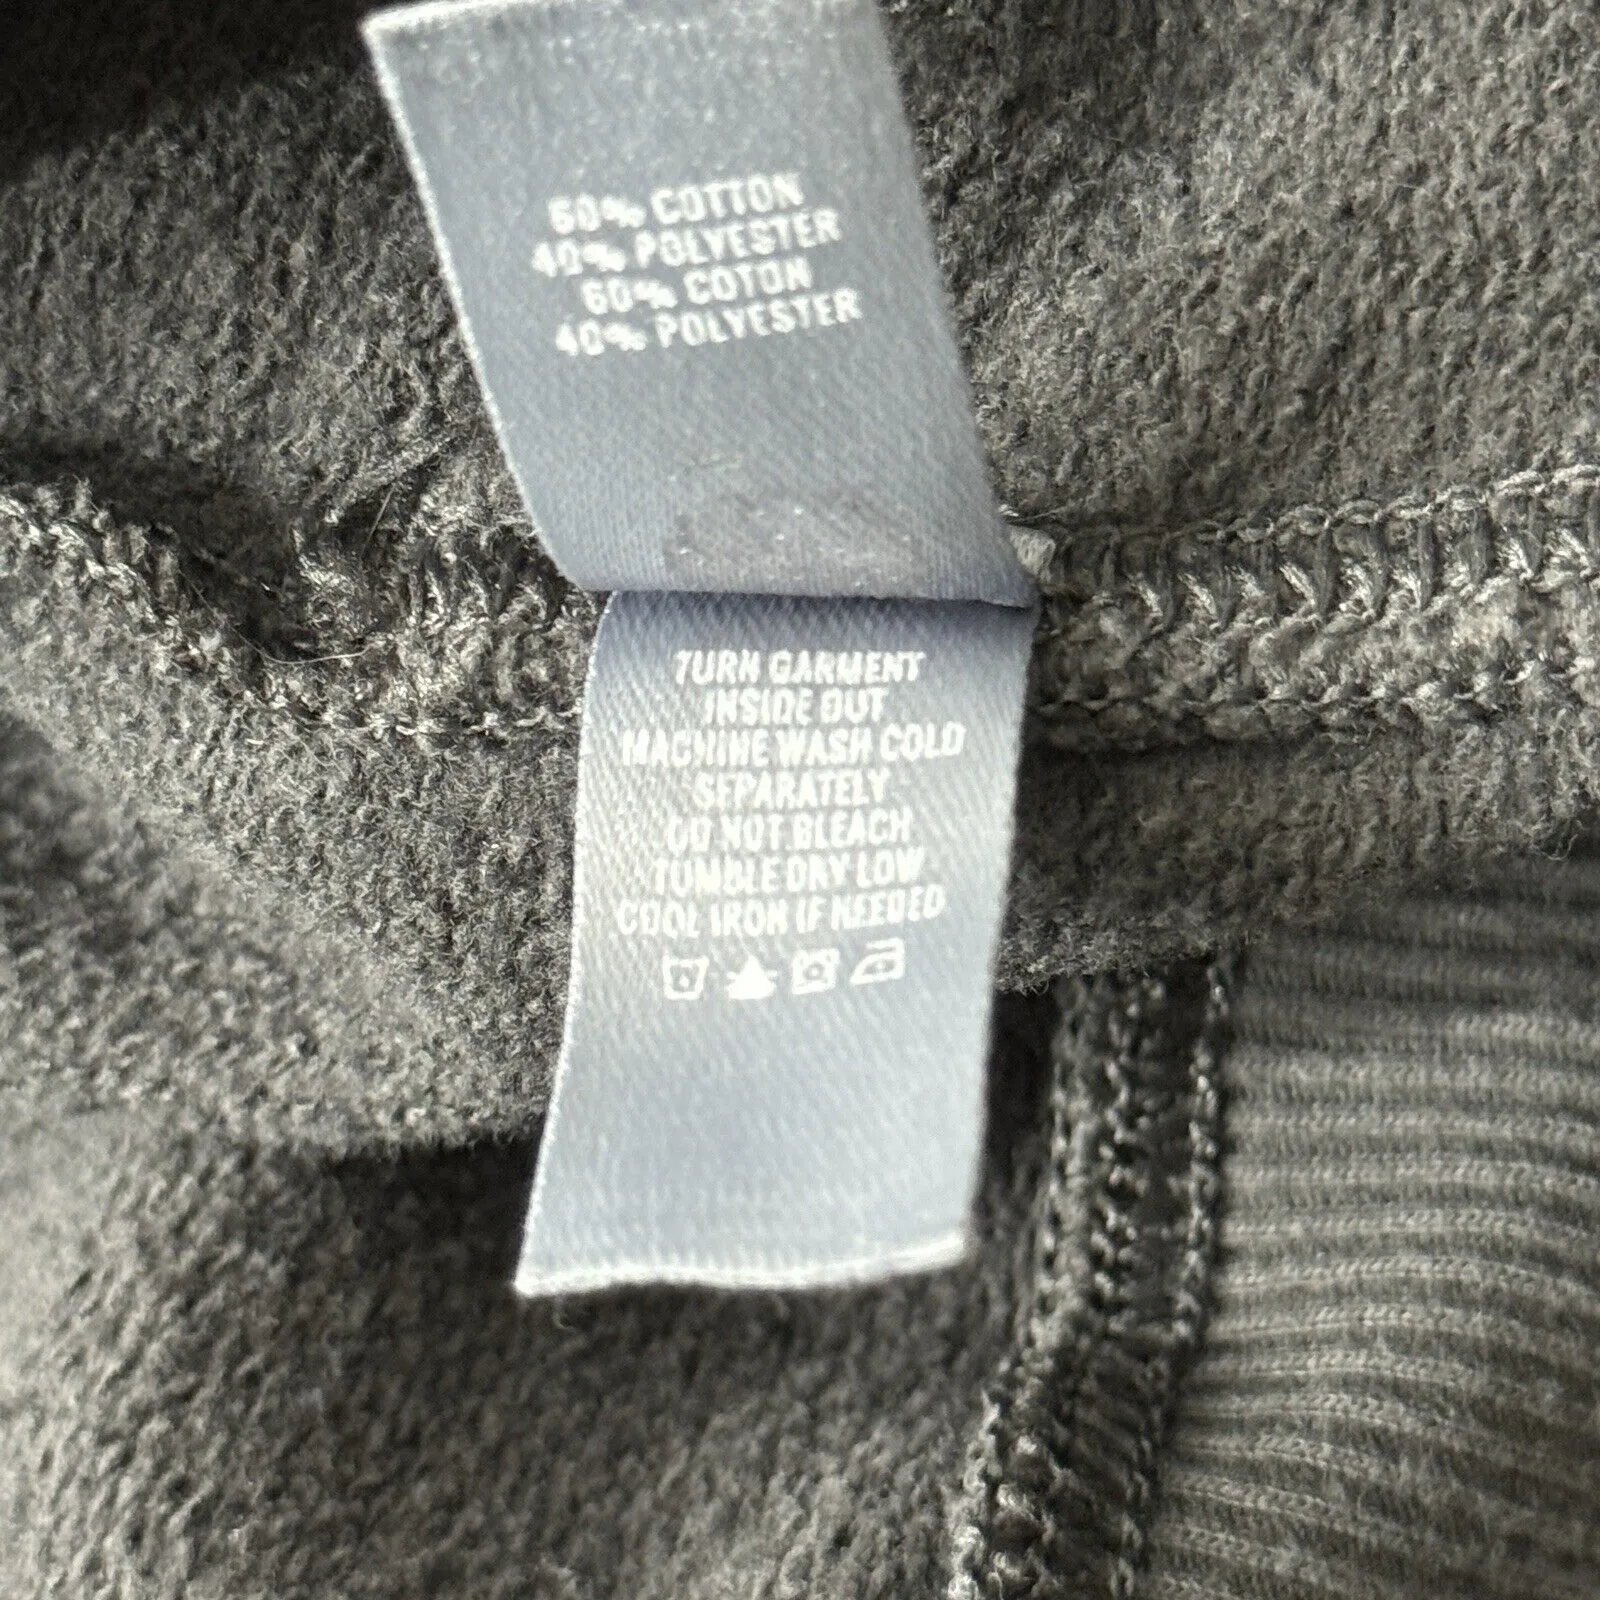 60% COTTON
40% POLYESTER
60% COTON
40% POLYESTER
TURN GARMENT
INSIDE OUT
MACHINE WASH COLD
SEPARATELY
DO NOT BLEACH
TUMBLE DRY LOW
COOL IRON IF NEEDED